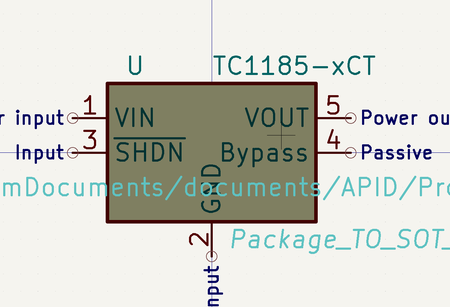 U TC1185-xCT
1 VIN VOUT 5
r input Power ou
3 SHDN Bypass 4
Input Passive
mDocuments/documents/APID/Pro
GND
2
Package_TO_SOT_
nput